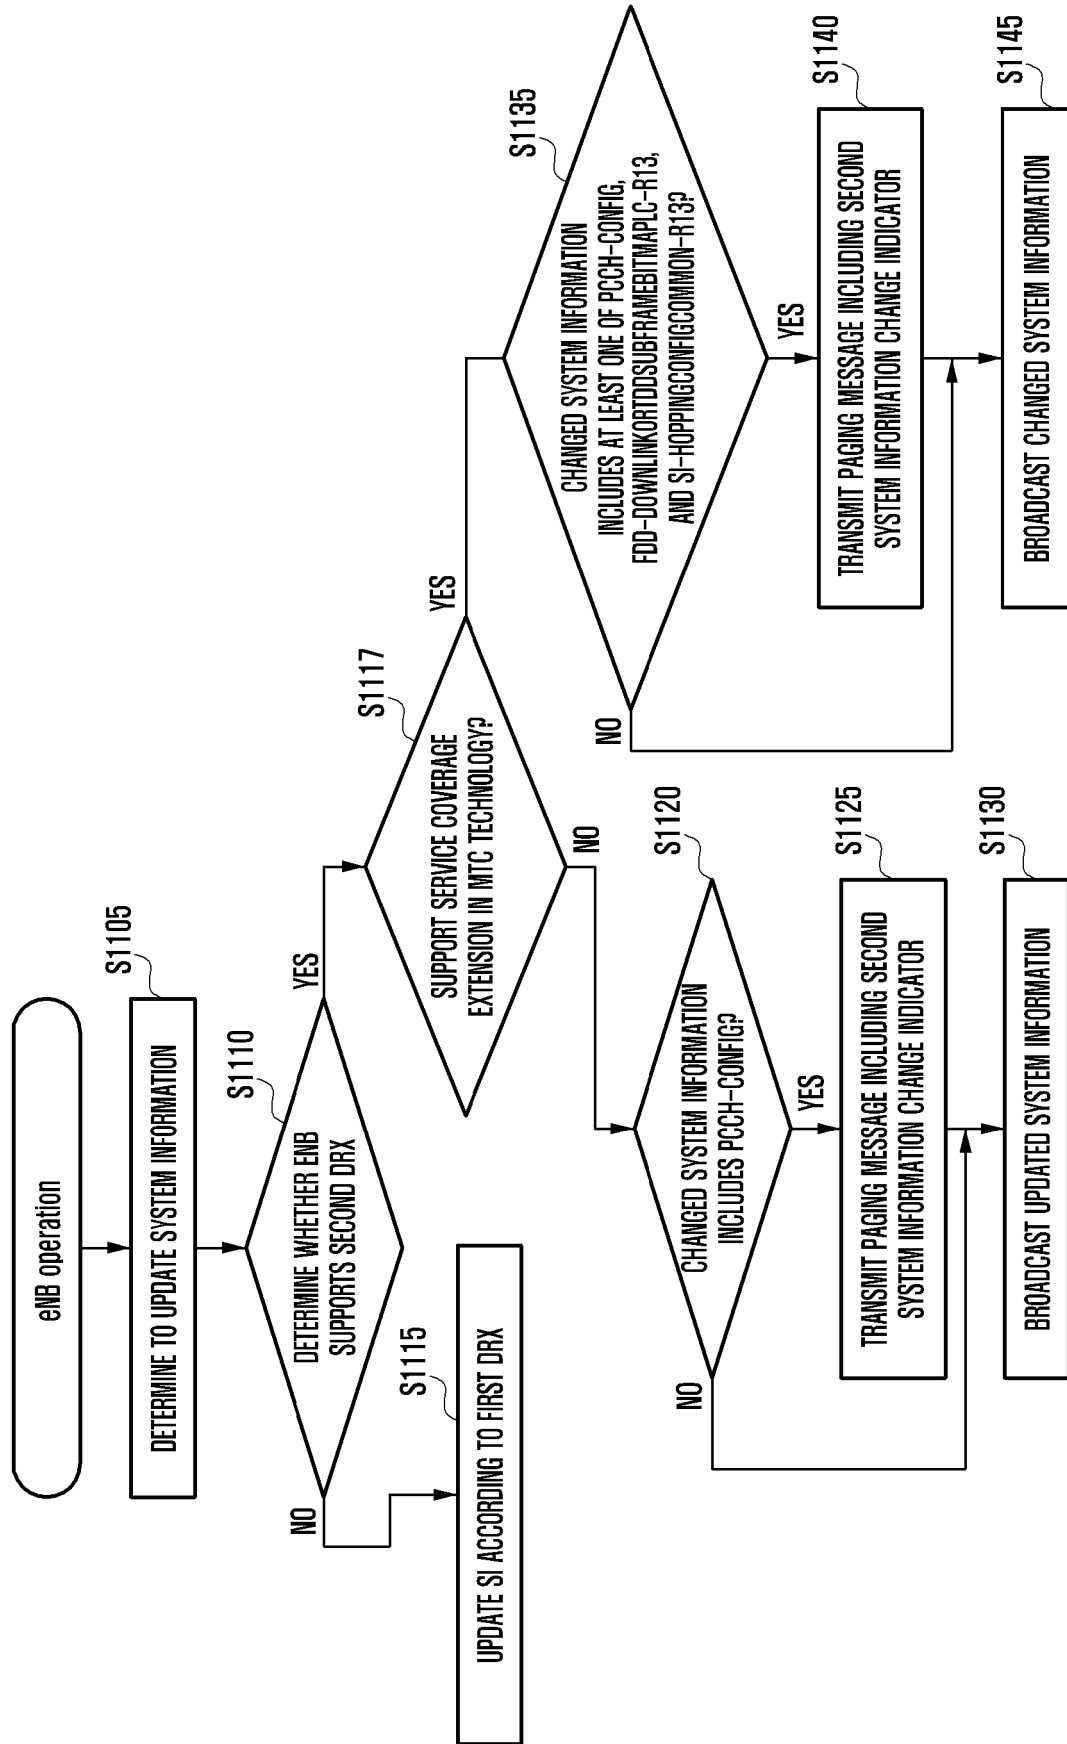 eNB operation
S1105
DETERMINE TO UPDATE SYSTEM INFORMATION
S1110
DETERMINE WHETHER ENB
SUPPORTS SECOND DRX
NO
YES
S1115
UPDATE SI ACCORDING TO FIRST DRX
S1117
SUPPORT SERVICE COVERAGE
EXTENSION IN MTC TECHNOLOGY?
YES
NO
S1120
CHANGED SYSTEM INFORMATION
INCLUDES PCCH-CONFIG?
NO
YES
S1125
TRANSMIT PAGING MESSAGE INCLUDING SECOND
SYSTEM INFORMATION CHANGE INDICATOR
S1130
BROADCAST UPDATED SYSTEM INFORMATION
S1135
CHANGED SYSTEM INFORMATION
INCLUDES AT LEAST ONE OF PCCH-CONFIG,
FDD-DOWNLINKORTDDSUBFRAMEBITMAPLC-R13,
AND SI-HOPPINGCONFIGCOMMON-R13?
NO
YES
S1140
TRANSMIT PAGING MESSAGE INCLUDING SECOND
SYSTEM INFORMATION CHANGE INDICATOR
S1145
BROADCAST CHANGED SYSTEM INFORMATION